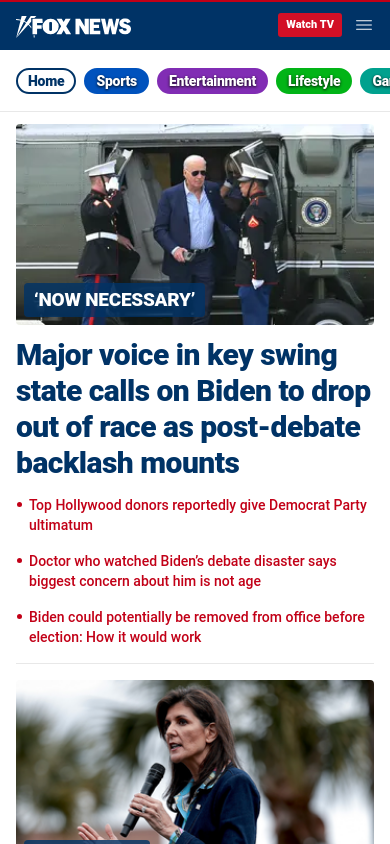 FOX NEWS
Watch TV
Home
Sports
Entertainment
Lifestyle
Ga
‘NOW NECESSARY’
Major voice in key swing
state calls on Biden to drop
out of race as post-debate
backlash mounts
• Top Hollywood donors reportedly give Democrat Party
ultimatum
• Doctor who watched Biden’s debate disaster says
biggest concern about him is not age
• Biden could potentially be removed from office before
election: How it would work